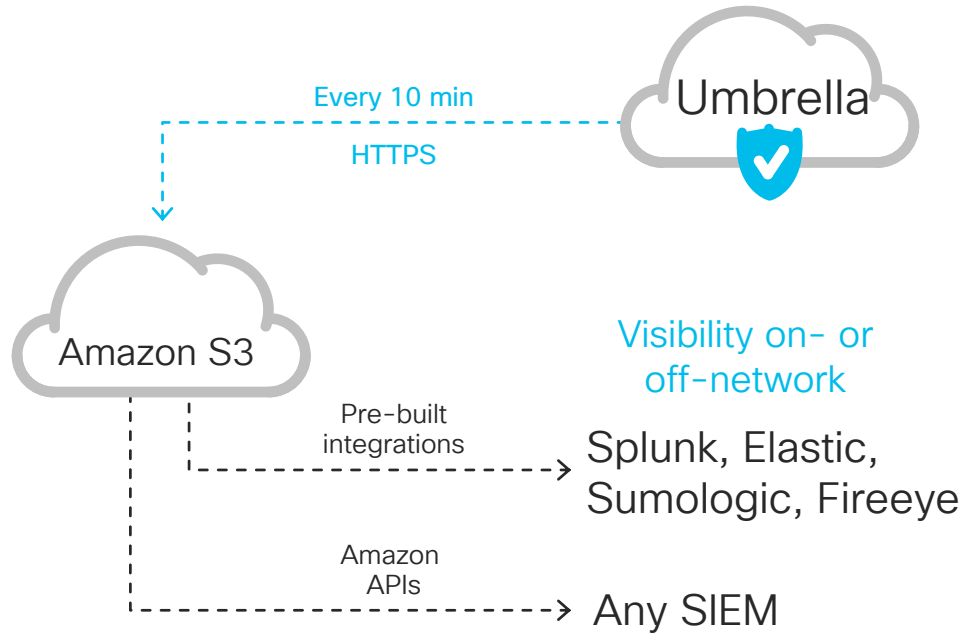 Umbrella
Every 10 min
HTTPS
Amazon S3
Visibility on- or
off-network
Pre-built
integrations
Splunk, Elastic,
Sumologic, Fireeye
Amazon
APIs
Any SIEM